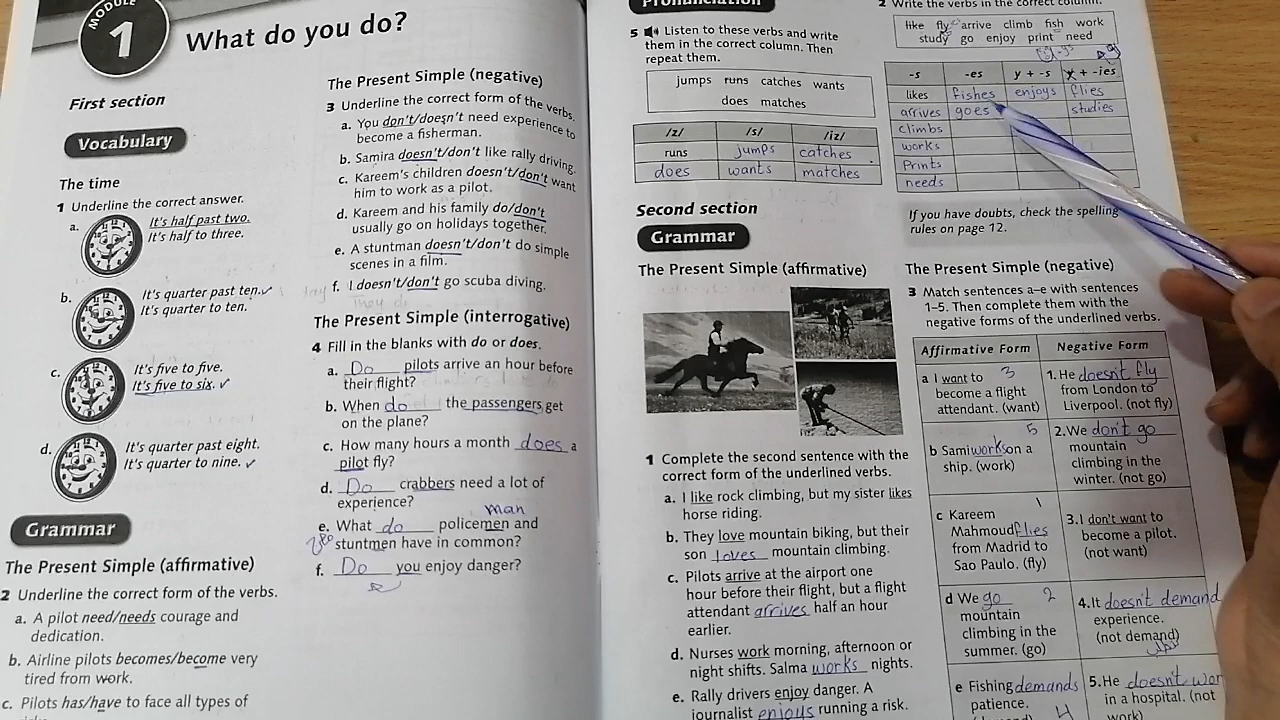 MODULE
1
What do you do?
First section
Vocabulary
The time
1 Underline the correct answer.
a. It's half past two.
It's half to three.
b. It's quarter past ten. ✓
It's quarter to ten.
c. It's five to five.
It's five to six. ✓
d. It's quarter past eight.
It's quarter to nine. ✓
Grammar
The Present Simple (affirmative)
2 Underline the correct form of the verbs.
a. A pilot need/needs courage and
dedication.
b. Airline pilots becomes/become very
tired from work.
c. Pilots has/have to face all types of
The Present Simple (negative)
3 Underline the correct form of the verbs.
a. You don't/doesn't need experience to
become a fisherman.
b. Samira doesn't/don't like rally driving.
c. Kareem's children doesn't/don't want
him to work as a pilot.
d. Kareem and his family do/don't
usually go on holidays together.
e. A stuntman doesn't/don't do simple
scenes in a film.
f. I doesn't/don't go scuba diving.
The Present Simple (interrogative)
4 Fill in the blanks with do or does.
a. Do pilots arrive an hour before
their flight?
b. When do the passengers get
on the plane?
c. How many hours a month does a
pilot fly?
d. Do crabbers need a lot of
experience?
man
e. What do policemen and
stuntmen have in common?
f. Do you enjoy danger?
Pronunciation
5 Listen to these verbs and write
them in the correct column. Then
repeat them.
jumps runs catches wants
does matches
/z/ /s/ /iz/
runs jumps catches
does wants matches
Second section
Grammar
The Present Simple (affirmative)
1 Complete the second sentence with the
correct form of the underlined verbs.
a. I like rock climbing, but my sister likes
horse riding.
b. They love mountain biking, but their
son loves mountain climbing.
c. Pilots arrive at the airport one
hour before their flight, but a flight
attendant arrives half an hour
earlier.
d. Nurses work morning, afternoon or
night shifts. Salma works nights.
e. Rally drivers enjoy danger. A
journalist enjoys running a risk.
2 Write the verbs in the correct column.
like fly arrive climb fish work
study go enjoy print need
-s -es y + -s y + -ies
likes fishes enjoys flies
arrives goes studies
climbs
works
Prints
needs
If you have doubts, check the spelling
rules on page 12.
The Present Simple (negative)
3 Match sentences a–e with sentences
1–5. Then complete them with the
negative forms of the underlined verbs.
Affirmative Form Negative Form
a I want to 3
become a flight
attendant. (want)
1. He doesn't fly
from London to
Liverpool. (not fly)
b Sami works on a 5
ship. (work)
2. We don't go
mountain
climbing in the
winter. (not go)
c Kareem 1
Mahmoud flies
from Madrid to
Sao Paulo. (fly)
3. I don't want to
become a pilot.
(not want)
d We go 2
mountain
climbing in the
summer. (go)
4. It doesn't demand
experience.
(not demand)
e Fishing demands
patience.
4
5. He doesn't wor
in a hospital. (not
work)